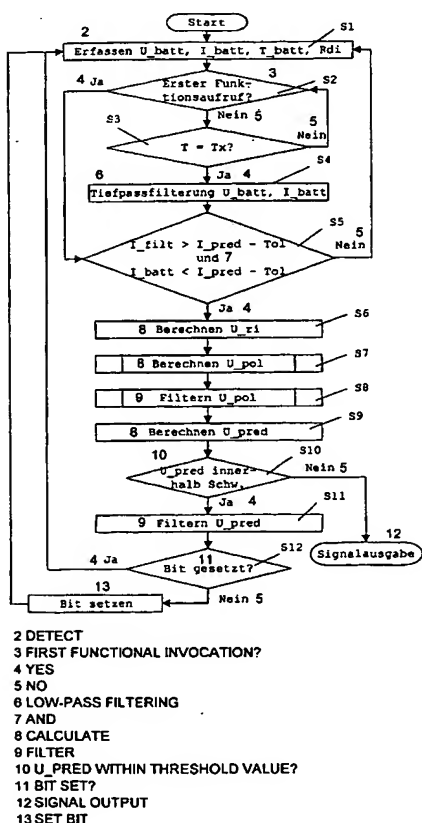 Start
2
S1
Erfassen U_batt, I_batt, T_batt, Rdi
4 Ja
3
S2
Erster Funk-
tionsaufruf?
Nein 5
5
Nein
S3
T = Tx?
Ja 4
S4
6
Tiefpassfilterung U_batt, I_batt
S5
I_filt > I_pred - Tol
und 7
I_batt < I_pred - Tol
5
Nein
Ja 4
S6
8 Berechnen U_ri
S7
8 Berechnen U_pol
S8
9 Filtern U_pol
S9
8 Berechnen U_pred
10
S10
U_pred inner-
halb Schw.
Nein 5
Ja 4
S11
9 Filtern U_pred
12
Signalausgabe
4 Ja
11
S12
Bit gesetzt?
13
Nein 5
Bit setzen
2 DETECT
3 FIRST FUNCTIONAL INVOCATION?
4 YES
5 NO
6 LOW-PASS FILTERING
7 AND
8 CALCULATE
9 FILTER
10 U_PRED WITHIN THRESHOLD VALUE?
11 BIT SET?
12 SIGNAL OUTPUT
13 SET BIT